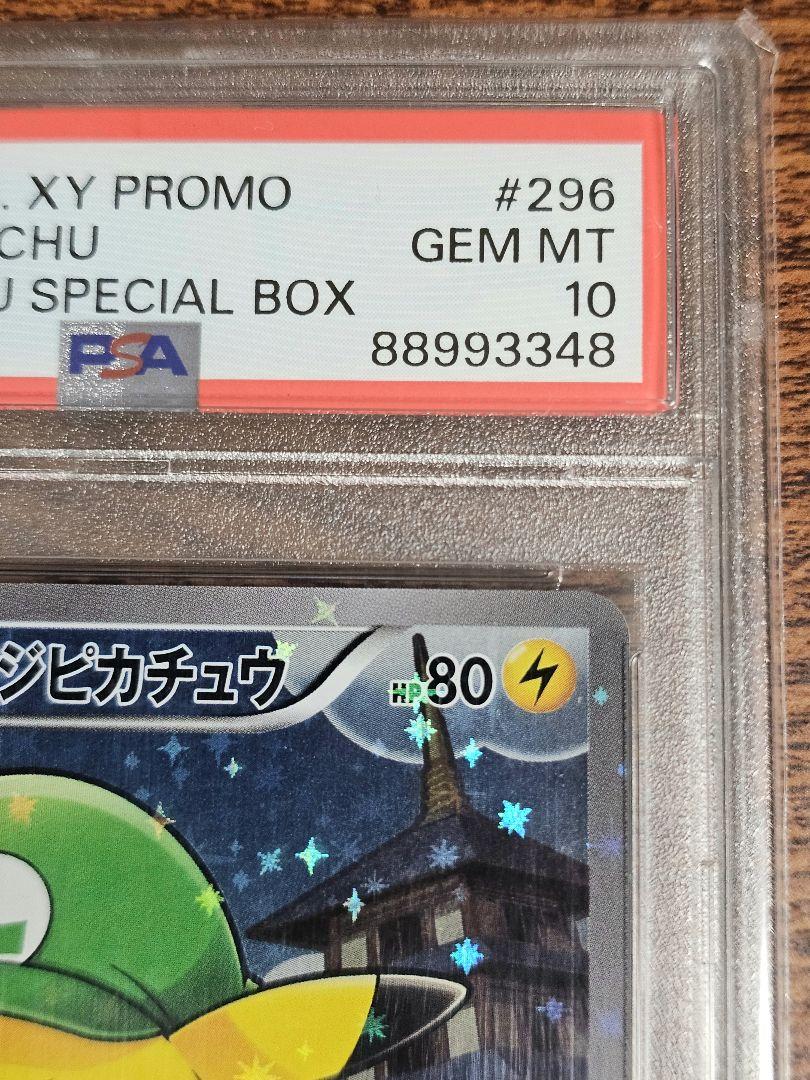 . XY PROMO #296
CHU GEM MT
U SPECIAL BOX 10
PSA 88993348
ジピカチュウ HP80